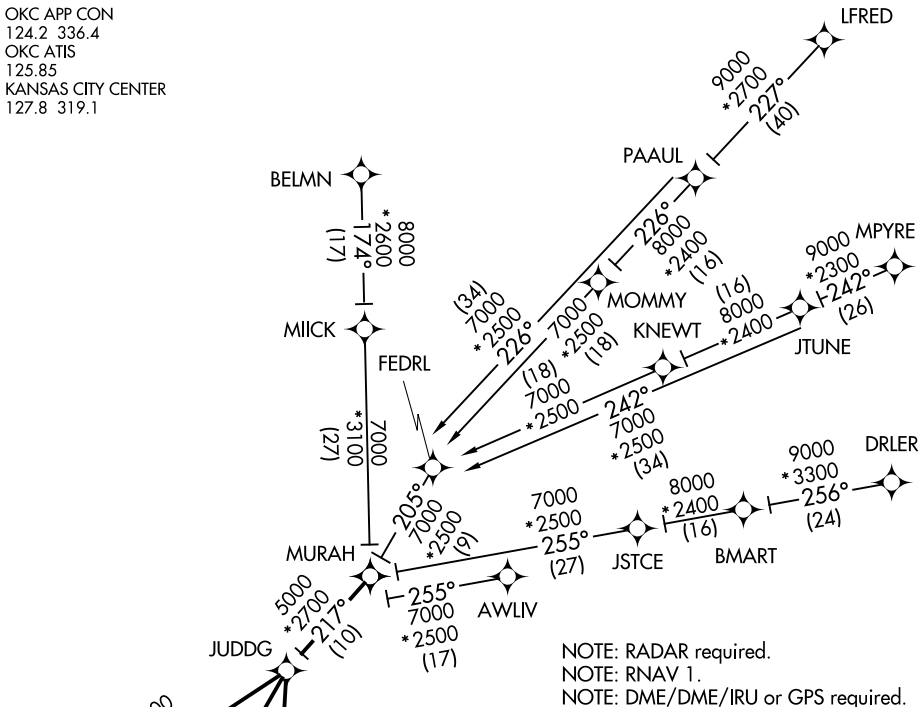 OKC APP CON
124.2 336.4
OKC ATIS
125.85
KANSAS CITY CENTER
127.8 319.1
LFRED
9000
*2700
227°
(40)
PAAUL
BELMN
8000
*2600
174°
(17)
226°
8000
*2400
(16)
MPYRE
9000
*2300
242°
(26)
MOMMY
(34)
7000
*2500
226°
7000
*2500
(18)
(16)
8000
*2400
JTUNE
MIICK
KNEWT
FEDRL
(18)
7000
*2500
242°
7000
*2500
(34)
7000
*3100
(27)
DRLER
9000
*3300
256°
(24)
8000
*2400
(16)
BMART
205°
7000
*2500
(9)
7000
*2500
255°
(27)
JSTCE
MURAH
255°
7000
*2500
(17)
AWLIV
5000
*2700
217°
(10)
JUDDG
NOTE: RADAR required.
NOTE: RNAV 1.
NOTE: DME/DME/IRU or GPS required.